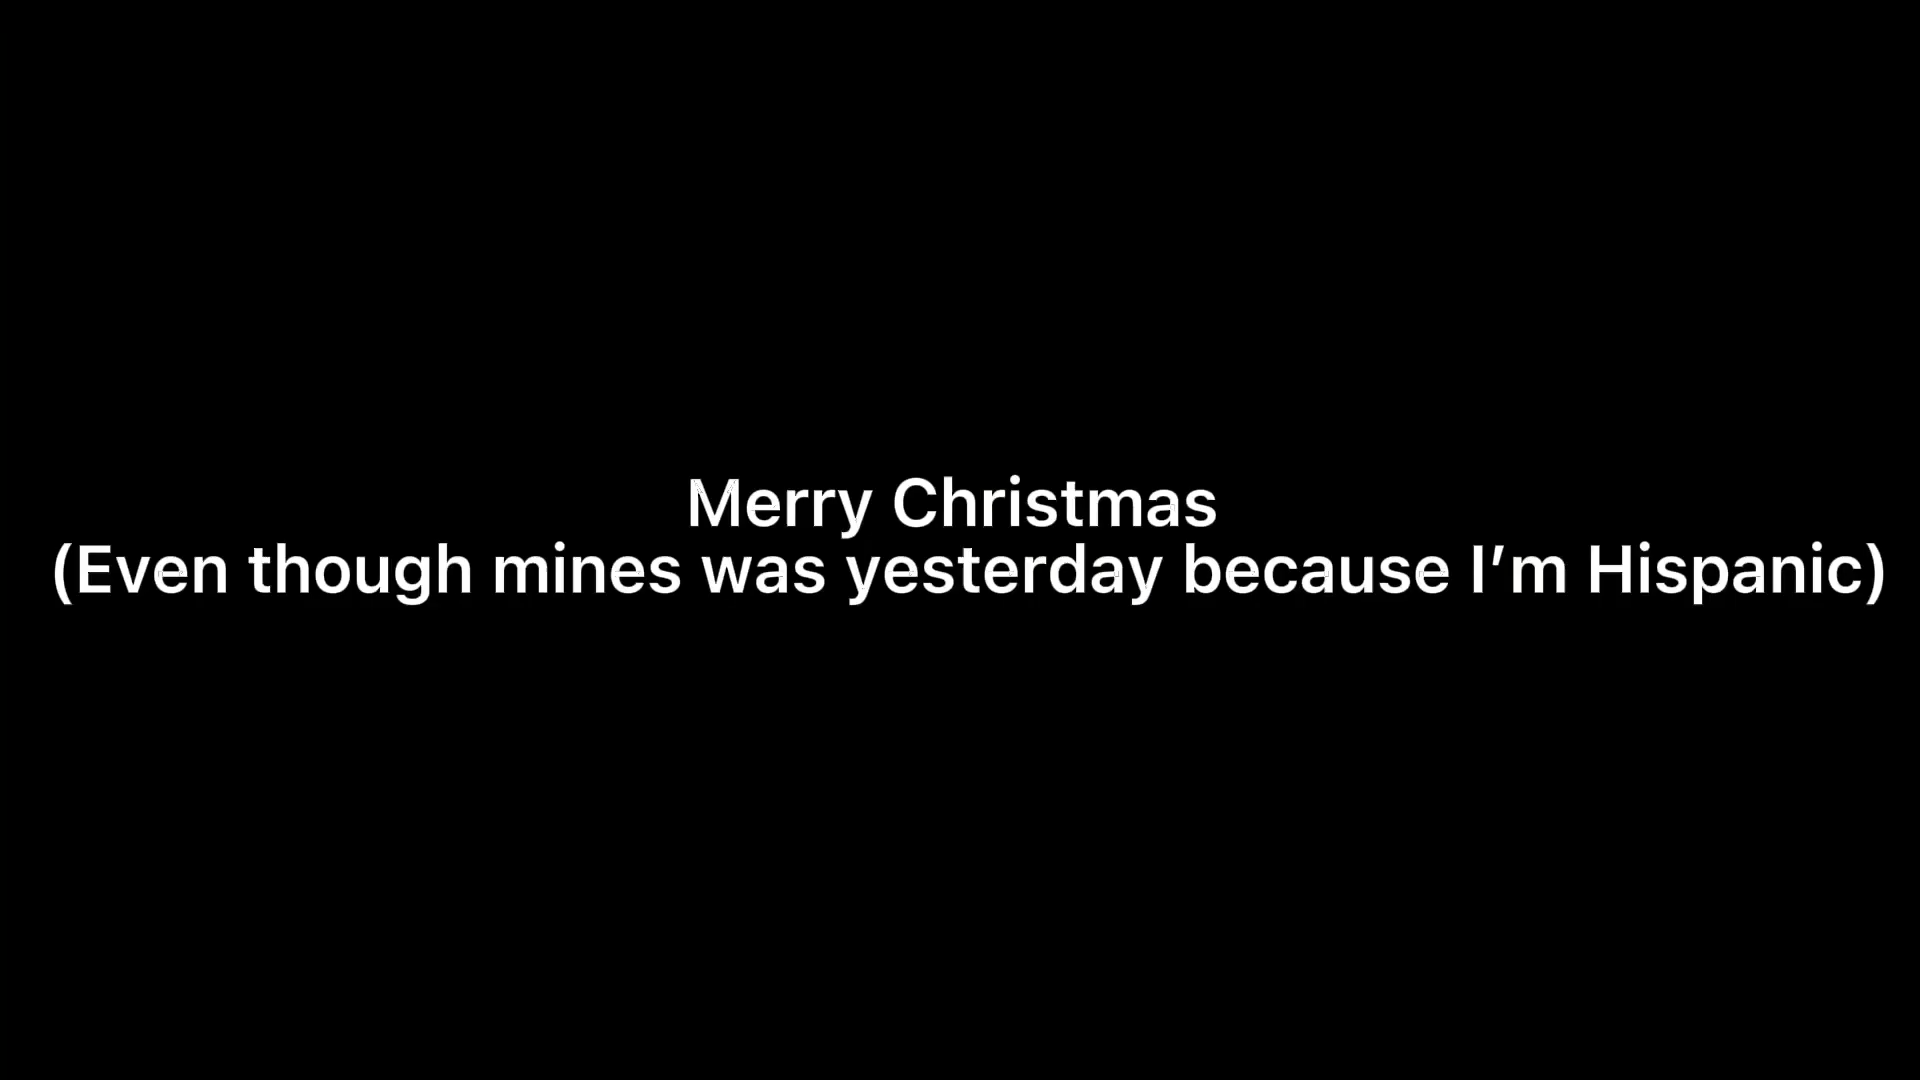 Merry Christmas
(Even though mines was yesterday because I’m Hispanic)